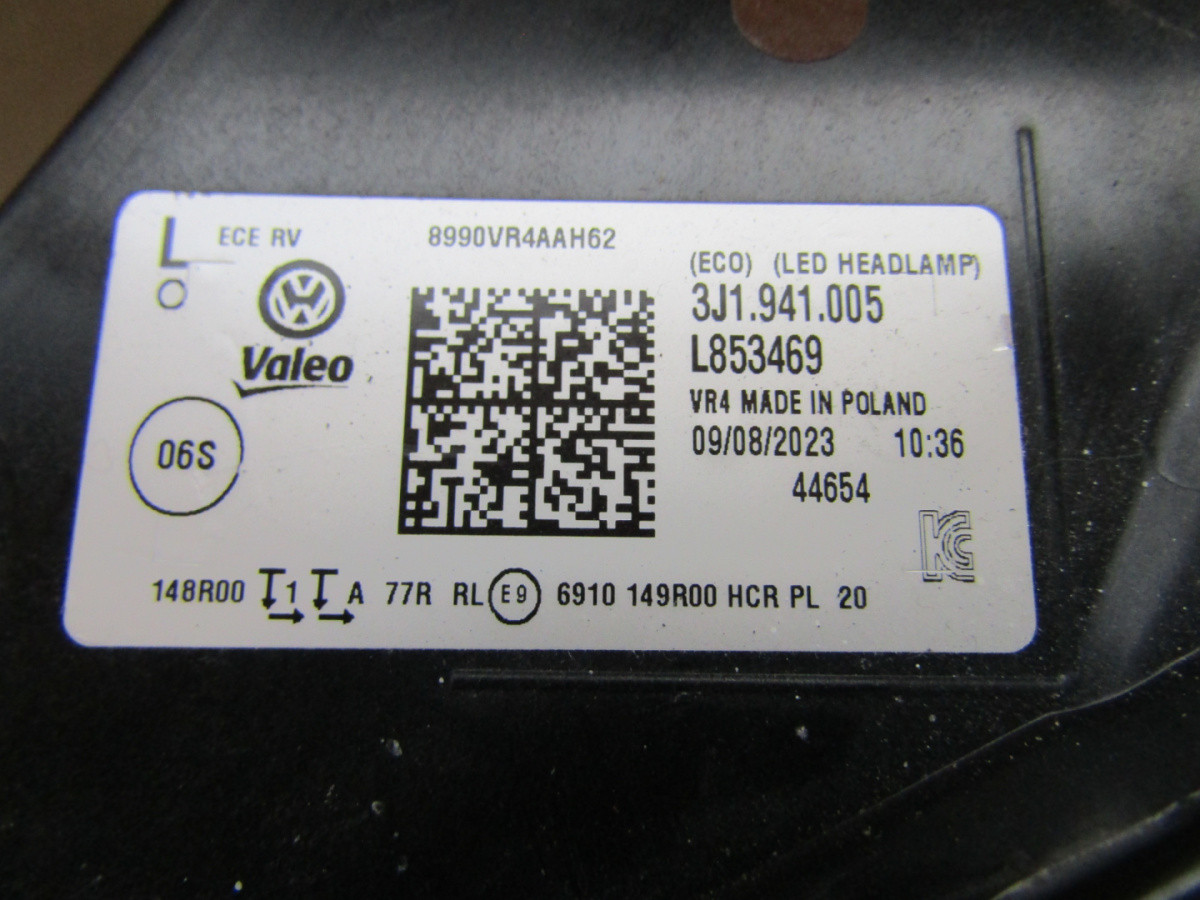 L ECE RV 8990VR4AAH62
(ECO) (LED HEADLAMP)
3J1.941.005
Valeo
L853469
VR4 MADE IN POLAND
06S
09/08/2023 10:36
44654
148R00 1 A 77R RL E9 6910 149R00 HCR PL 20